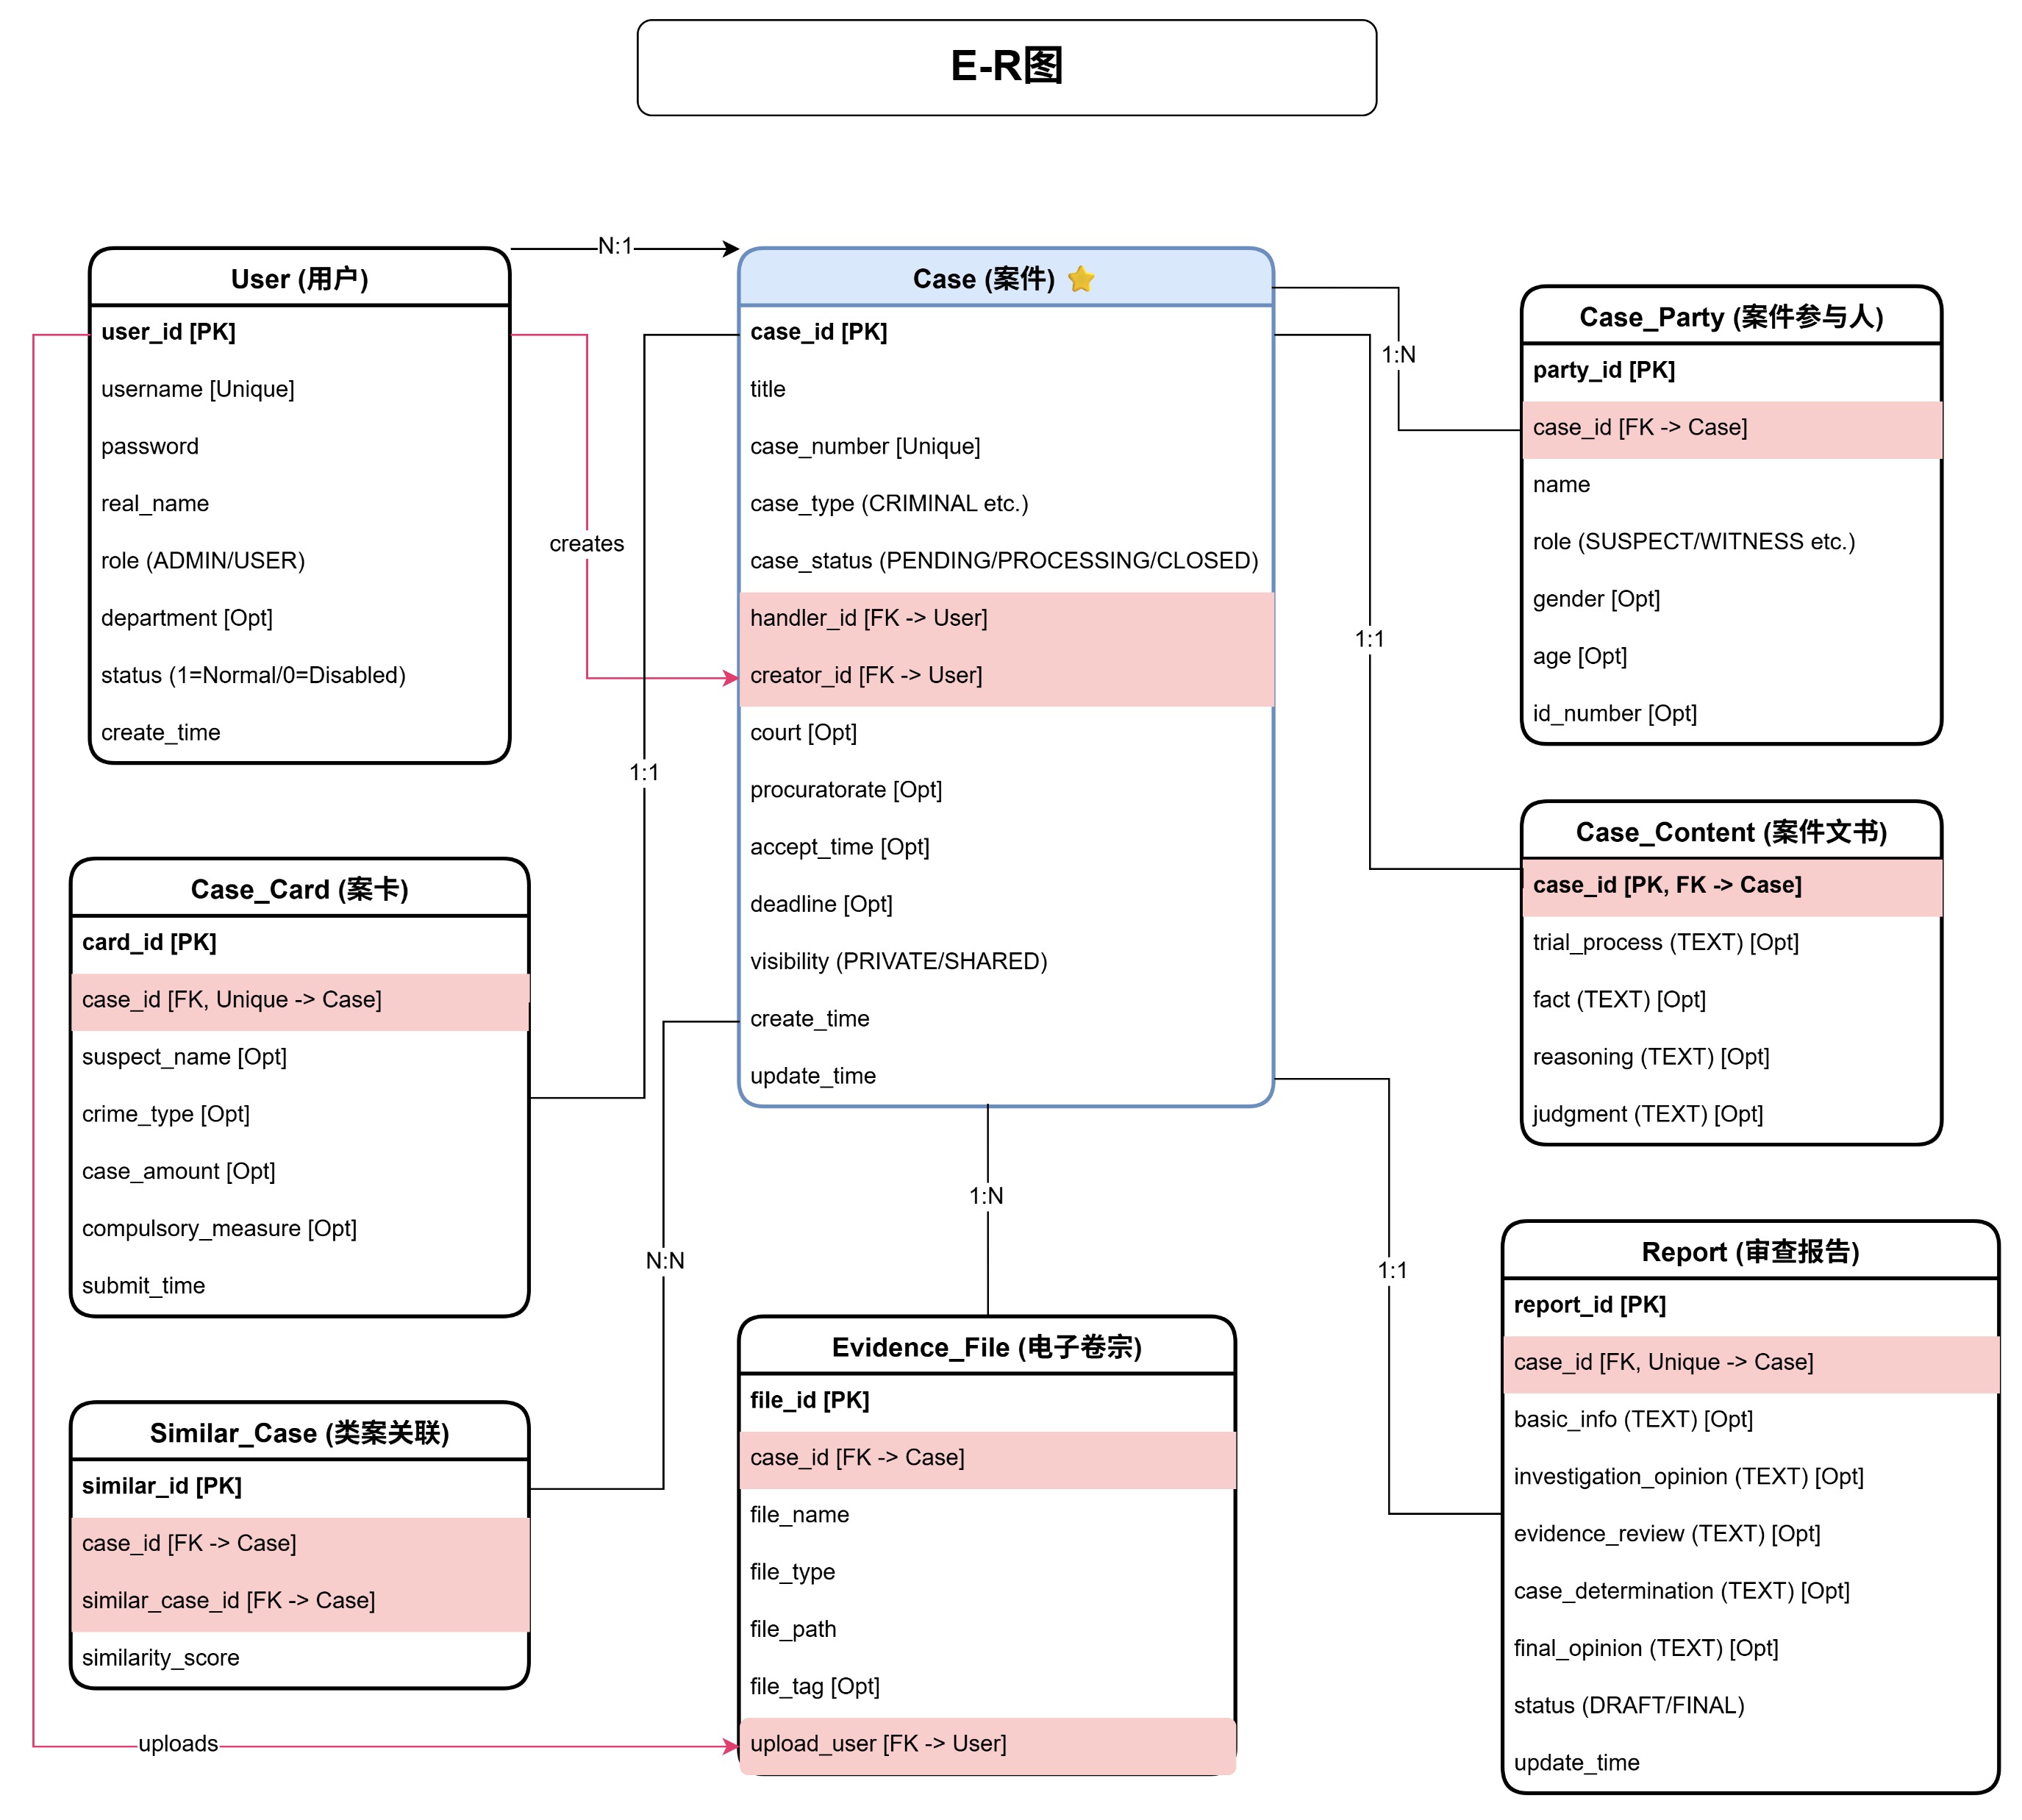 E-R图
N:1
User (用户)
user_id [PK]
username [Unique]
password
real_name
role (ADMIN/USER)
department [Opt]
status (1=Normal/0=Disabled)
create_time
creates
1:1
Case (案件) ⭐
case_id [PK]
title
case_number [Unique]
case_type (CRIMINAL etc.)
case_status (PENDING/PROCESSING/CLOSED)
handler_id [FK -> User]
creator_id [FK -> User]
court [Opt]
procuratorate [Opt]
accept_time [Opt]
deadline [Opt]
visibility (PRIVATE/SHARED)
create_time
update_time
1:N
1:1
Case_Party (案件参与人)
party_id [PK]
case_id [FK -> Case]
name
role (SUSPECT/WITNESS etc.)
gender [Opt]
age [Opt]
id_number [Opt]
Case_Content (案件文书)
case_id [PK, FK -> Case]
trial_process (TEXT) [Opt]
fact (TEXT) [Opt]
reasoning (TEXT) [Opt]
judgment (TEXT) [Opt]
Case_Card (案卡)
card_id [PK]
case_id [FK, Unique -> Case]
suspect_name [Opt]
crime_type [Opt]
case_amount [Opt]
compulsory_measure [Opt]
submit_time
N:N
1:N
1:1
Similar_Case (类案关联)
similar_id [PK]
case_id [FK -> Case]
similar_case_id [FK -> Case]
similarity_score
uploads
Evidence_File (电子卷宗)
file_id [PK]
case_id [FK -> Case]
file_name
file_type
file_path
file_tag [Opt]
upload_user [FK -> User]
Report (审查报告)
report_id [PK]
case_id [FK, Unique -> Case]
basic_info (TEXT) [Opt]
investigation_opinion (TEXT) [Opt]
evidence_review (TEXT) [Opt]
case_determination (TEXT) [Opt]
final_opinion (TEXT) [Opt]
status (DRAFT/FINAL)
update_time